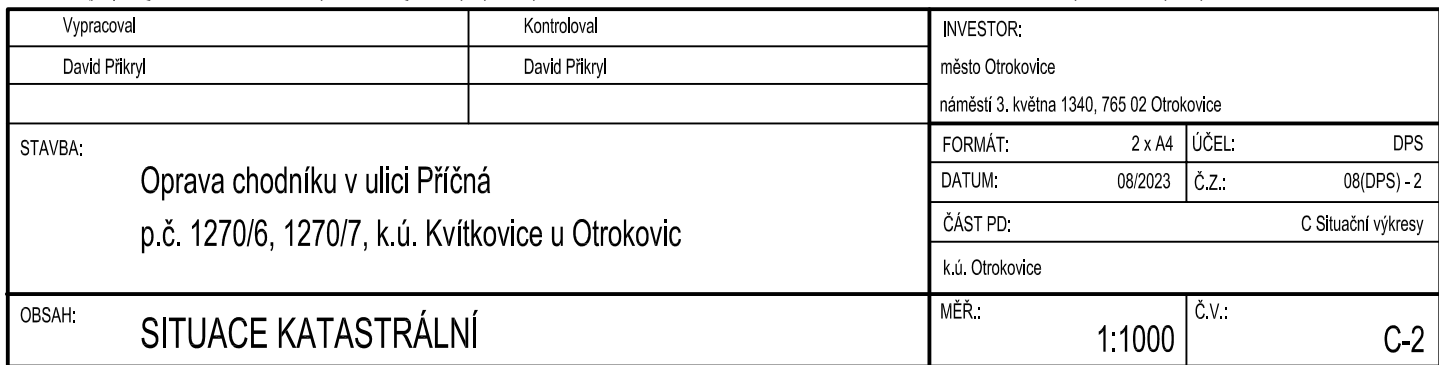 Vypracoval
Kontroloval
David Přikryl
David Přikryl
INVESTOR:
město Otrokovice
náměstí 3. května 1340, 765 02 Otrokovice
STAVBA:
Oprava chodníku v ulici Příčná
p.č. 1270/6, 1270/7, k.ú. Kvítkovice u Otrokovic
FORMÁT: 2 x A4
ÚČEL: DPS
DATUM: 08/2023
Č.Z.: 08(DPS) - 2
ČÁST PD: C Situační výkresy
k.ú. Otrokovice
OBSAH: SITUACE KATASTRÁLNÍ
MĚŘ.: 1:1000
Č.V.: C-2